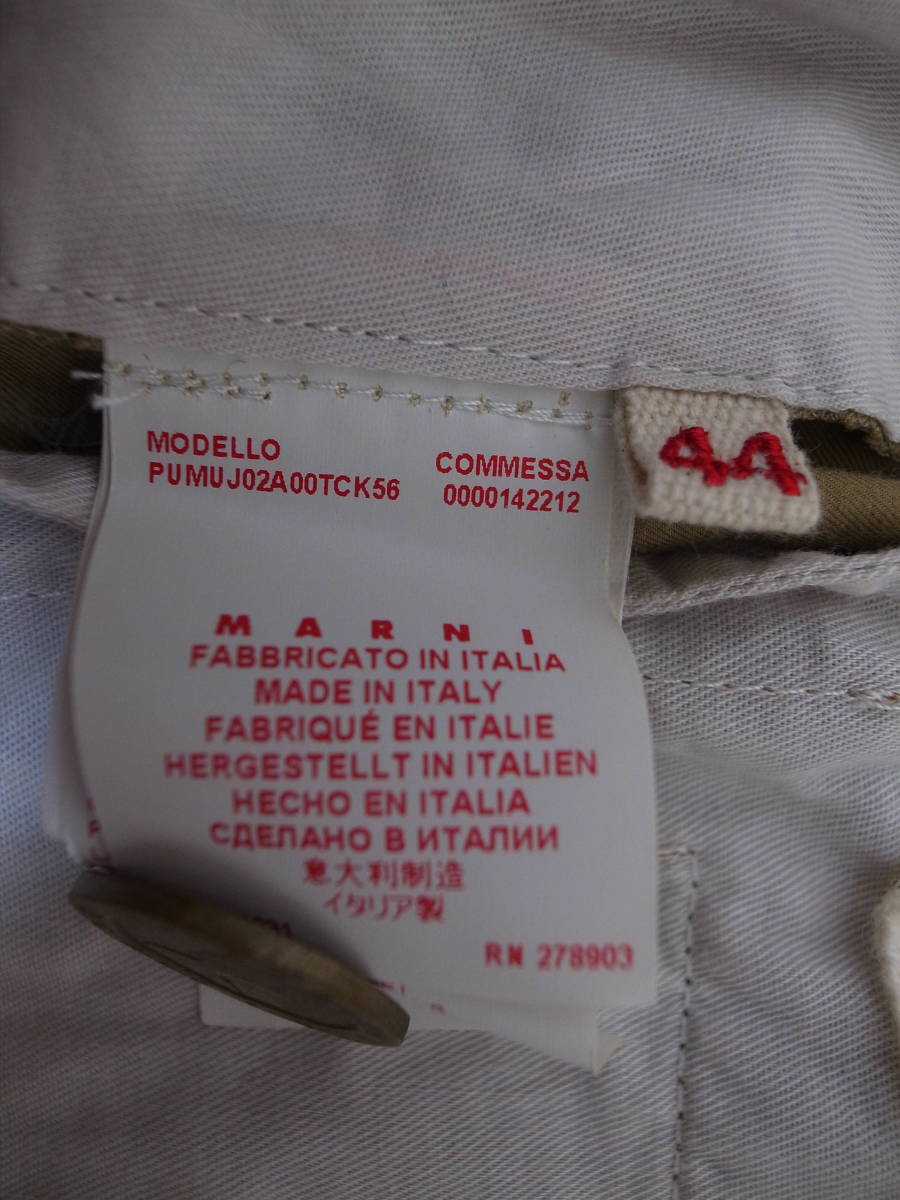 MODELLO
PUMUJ02A00TCK56
COMMESSA
0000142212
44
MARNI
FABBRICATO IN ITALIA
MADE IN ITALY
FABRIQUÉ EN ITALIE
HERGESTELLT IN ITALIEN
HECHO EN ITALIA
СДЕЛАНО В ИТАЛИИ
意大利制造
イタリア製
RN 278903